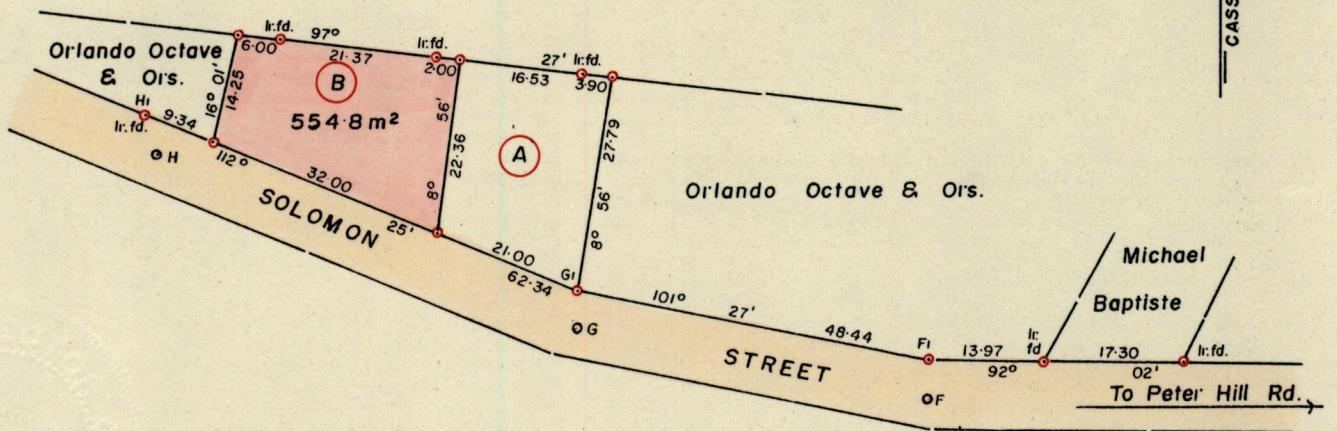 CASS
Orlando Octave
& Ors.
6.00
Ir.fd.
97°
21.37
Ir.fd.
2.00
27'
16.53
Ir.fd.
3.90
B
554.8 m²
16° 01'
14.25
H1
Ir.fd.
9.34
H
112°
32.00
25'
8°
56'
22.36
A
27.79
56'
8°
Orlando Octave & Ors.
SOLOMON
21.00
62.34
G1
G
101°
27'
48.44
STREET
F1
F
13.97
92°
Ir.
fd
Michael
Baptiste
17.30
02'
Ir.fd.
To Peter Hill Rd.